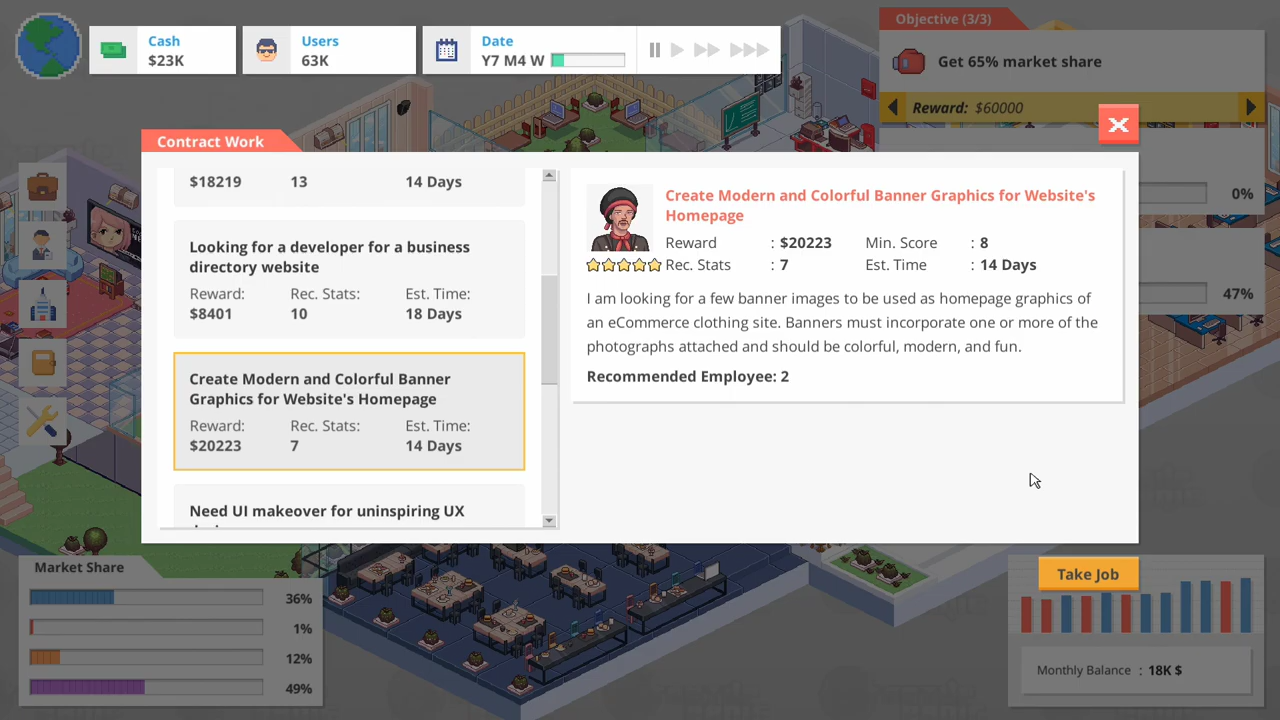 Cash
$23K
Users
63K
Date
Y7 M4 W
Objective (3/3)
Get 65% market share
Reward: $60000
0%
47%
Contract Work
$18219 13 14 Days
Looking for a developer for a business
directory website
Reward: Rec. Stats: Est. Time:
$8401 10 18 Days
Create Modern and Colorful Banner
Graphics for Website's Homepage
Reward: Rec. Stats: Est. Time:
$20223 7 14 Days
Need UI makeover for uninspiring UX
Create Modern and Colorful Banner Graphics for Website's
Homepage
Reward : $20223 Min. Score : 8
Rec. Stats : 7 Est. Time : 14 Days
I am looking for a few banner images to be used as homepage graphics of
an eCommerce clothing site. Banners must incorporate one or more of the
photographs attached and should be colorful, modern, and fun.
Recommended Employee: 2
Take Job
Market Share
36%
1%
12%
49%
Monthly Balance : 18K $